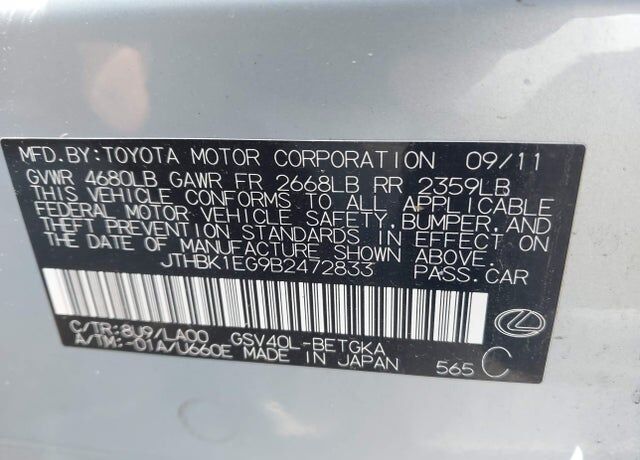 MFD.BY:TOYOTA MOTOR CORPORATION 09/11
GVWR 4680LB GAWR FR 2668LB RR 2359LB
THIS VEHICLE CONFORMS TO ALL APPLICABLE
FEDERAL MOTOR VEHICLE SAFETY,BUMPER,AND
THEFT PREVENTION STANDARDS IN EFFECT ON
THE DATE OF MANUFACTURE SHOWN ABOVE.
JTHBK1EG9B2472833 PASS.CAR
C/TR:8U9/LA00 GSV40L-BETGKA
A/TM:-01A/U660E MADE IN JAPAN 565 C